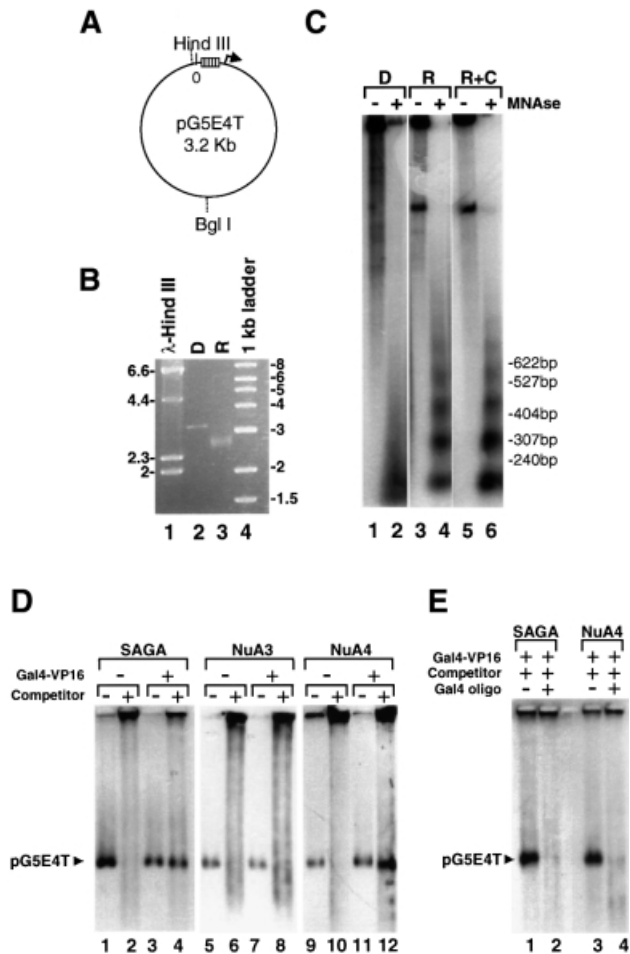 A
Hind III
0
pG5E4T
3.2 Kb
Bgl I
B
λ-Hind III
D
R
1 kb ladder
6.6-
4.4-
2.3-
2-
-8
-6
-5
-4
-3
-2
-1.5
1 2 3 4
C
D R R+C
- + - + - + MNAse
-622bp
-527bp
-404bp
-307bp
-240bp
1 2 3 4 5 6
D
SAGA NuA3 NuA4
Gal4-VP16 - + - + - +
Competitor - + - + - + - + - + - +
pG5E4T
1 2 3 4 5 6 7 8 9 10 11 12
E
SAGA NuA4
Gal4-VP16 + + + +
Competitor + + + +
Gal4 oligo - + - +
pG5E4T
1 2 3 4